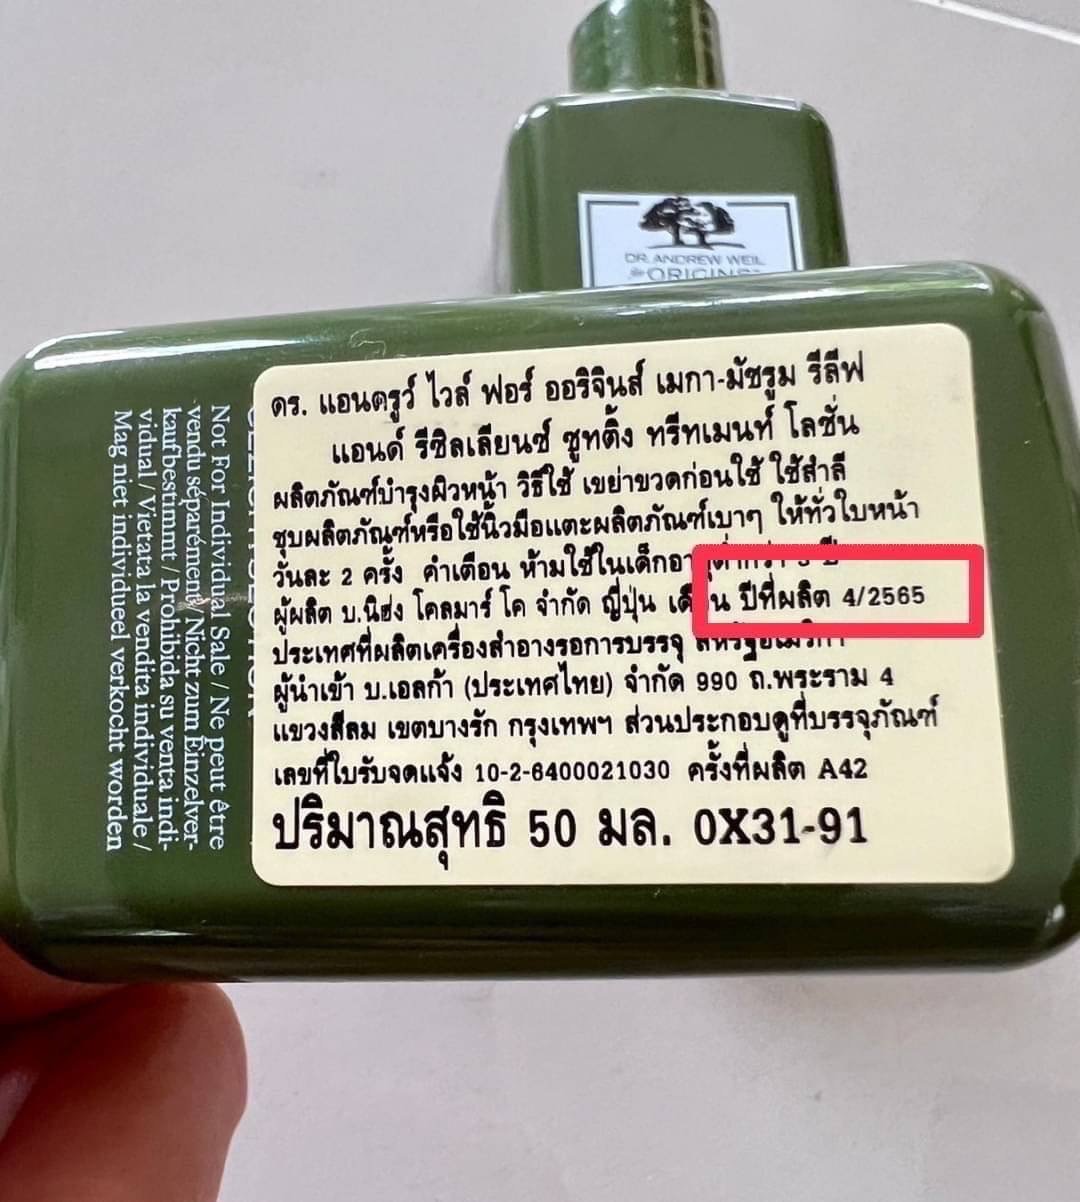 DR. ANDREW WEIL
ORIGINS
ดร. แอนดรูว์ ไวล์ ฟอร์ ออริจินส์ เมกา-มัชรูม รีลีฟ
แอนด์ รีซิลเลียนซ์ ซูทติ้ง ทรีทเมนท์ โลชั่น
ผลิตภัณฑ์บำรุงผิวหน้า วิธีใช้ เขย่าขวดก่อนใช้ ใช้สำลี
ชุบผลิตภัณฑ์หรือใช้นิ้วมือแตะผลิตภัณฑ์เบาๆ ให้ทั่วใบหน้า
วันละ 2 ครั้ง คำเตือน ห้ามใช้ในเด็กอายุต่ำกว่า 3 ปี
ผู้ผลิต บ.นิฮ่ง โคลมาร์ โค จำกัด ญี่ปุ่น เดือน ปีที่ผลิต 4/2565
ประเทศที่ผลิตเครื่องสำอางรอการบรรจุ สหรัฐอเมริกา
ผู้นำเข้า บ.เอลก้า (ประเทศไทย) จำกัด 990 ถ.พระราม 4
แขวงสีลม เขตบางรัก กรุงเทพฯ ส่วนประกอบดูที่บรรจุภัณฑ์
เลขที่ใบรับจดแจ้ง 10-2-6400021030 ครั้งที่ผลิต A42
ปริมาณสุทธิ 50 มล. 0X31-91
Not For Individual Sale / Ne peut être
vendu séparément / Nicht zum Einzelver-
kauf bestimmt / Prohibida su venta indi-
vidual / Vietata la vendita individuale /
Mag niet individueel verkocht worden